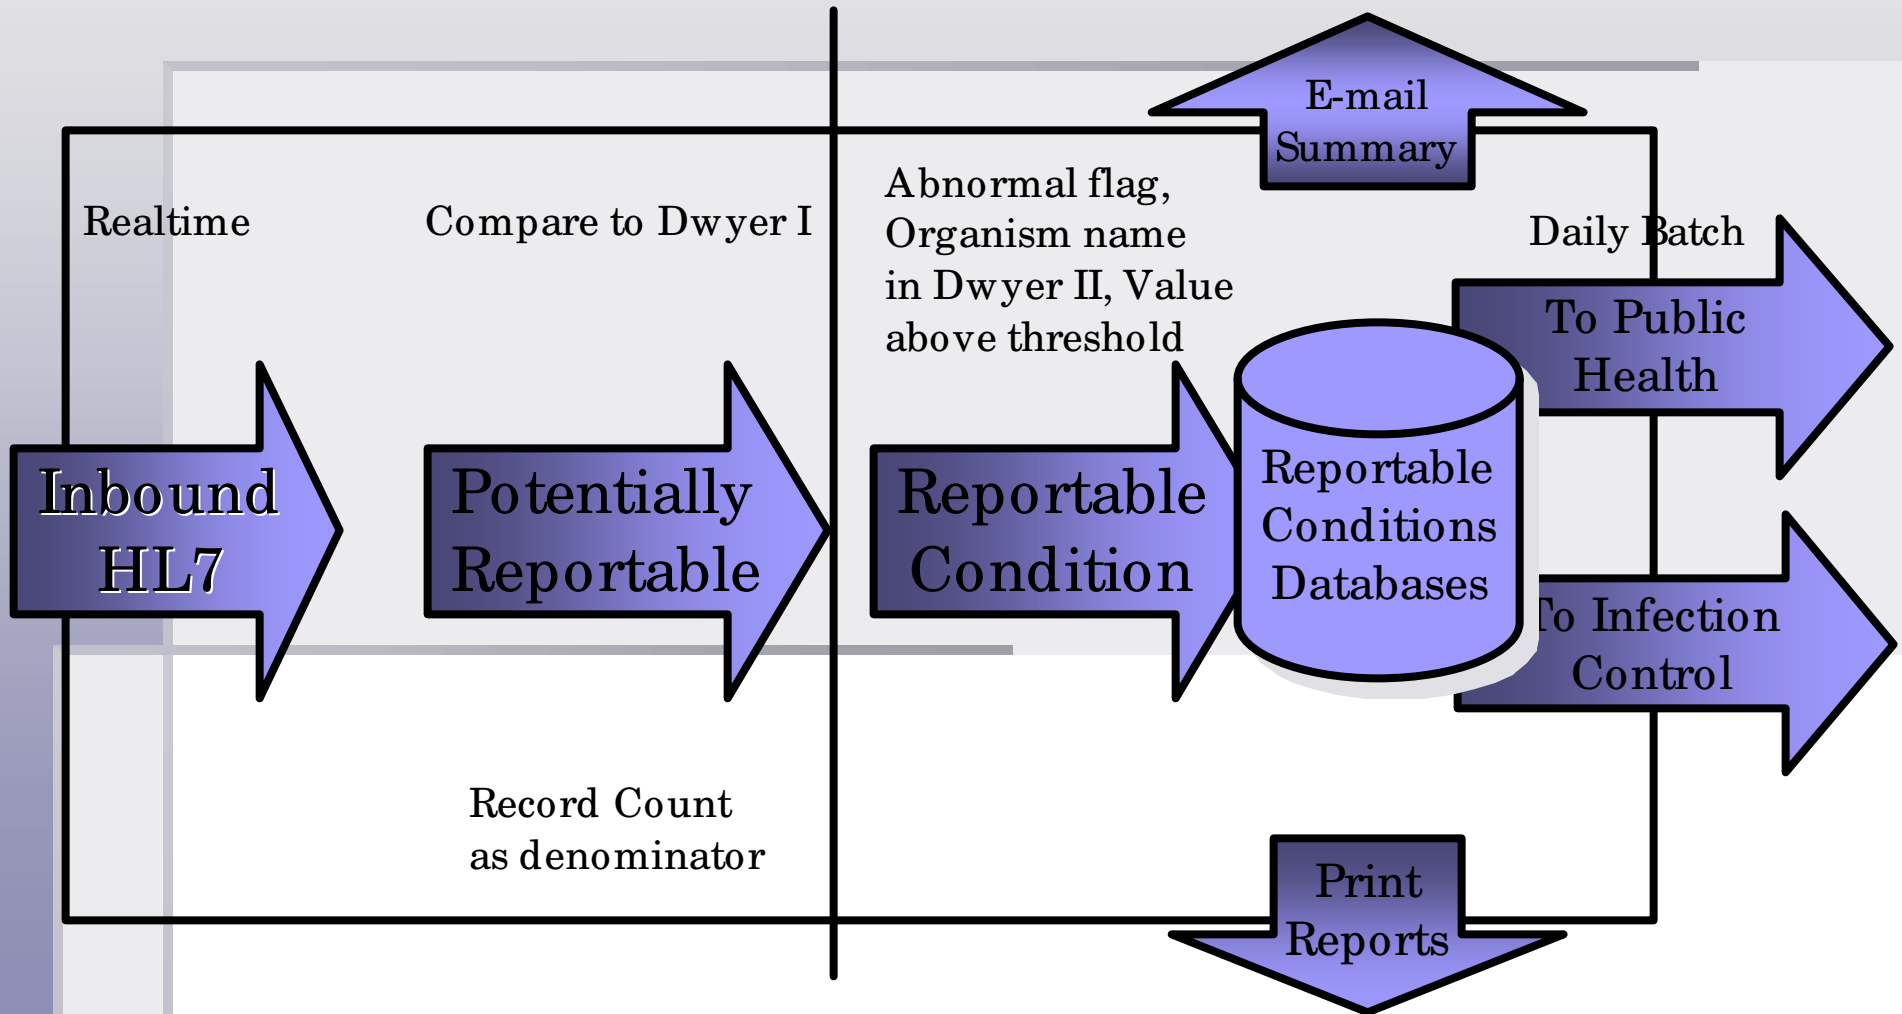 E-mail
Summary
Realtime
Compare to Dwyer I
Abnormal flag,
Organism name
in Dwyer II, Value
above threshold
Daily Batch
To Public
Health
Inbound
HL7
Potentially
Reportable
Reportable
Condition
Reportable
Conditions
Databases
To Infection
Control
Record Count
as denominator
Print
Reports